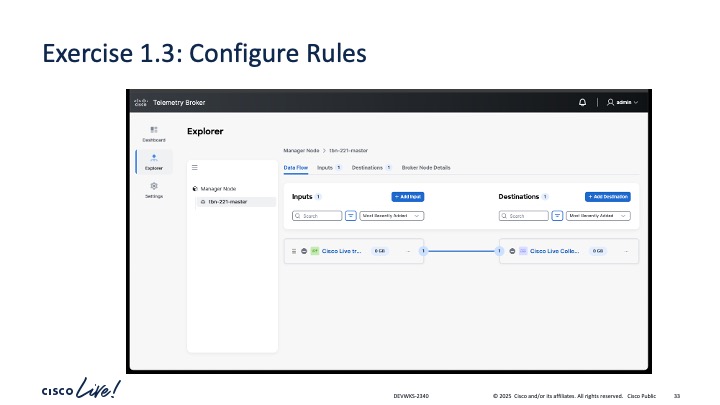 Exercise 1.3: Configure Rules
CISCO
Telemetry Broker
admin
Dashboard
Explorer
Settings
Explorer
Manager Node
tbn-221-master
Manager Node > tbn-221-master
Data Flow Inputs 1 Destinations 1 Broker Node Details
Inputs 1 + Add Input
Search Most Recently Added
Destinations 1 + Add Destination
Search Most Recently Added
Cisco Live tr... 0 GB -- 1
1 Cisco Live Colle... 0 GB --
CISCO Live!
DEVWKS-2340
© 2025 Cisco and/or its affiliates. All rights reserved. Cisco Public
33